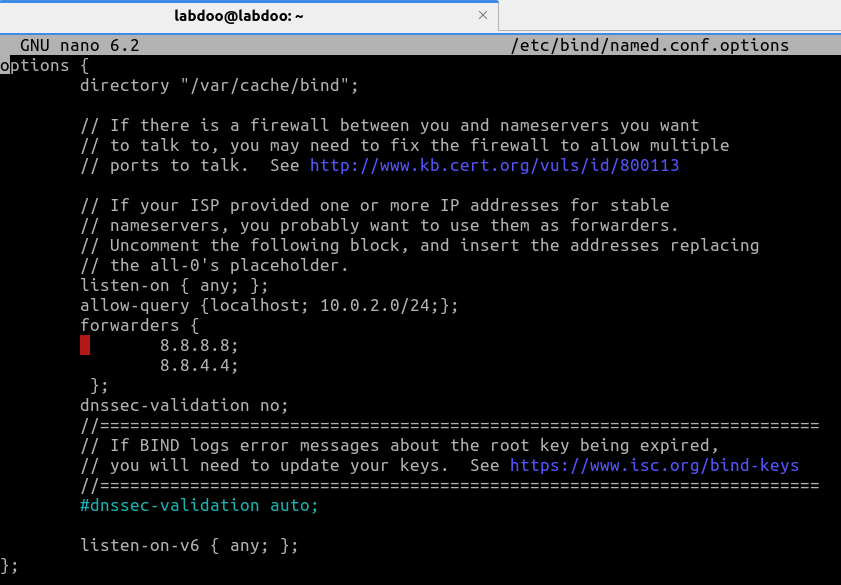 labdoo@labdoo: ~ ×
GNU nano 6.2 /etc/bind/named.conf.options
options {
directory "/var/cache/bind";
// If there is a firewall between you and nameservers you want
// to talk to, you may need to fix the firewall to allow multiple
// ports to talk.  See http://www.kb.cert.org/vuls/id/800113
// If your ISP provided one or more IP addresses for stable
// nameservers, you probably want to use them as forwarders.
// Uncomment the following block, and insert the addresses replacing
// the all-0's placeholder.
listen-on { any; };
allow-query {localhost; 10.0.2.0/24;};
forwarders {
8.8.8.8;
8.8.4.4;
};
dnssec-validation no;
//========================================================================
// If BIND logs error messages about the root key being expired,
// you will need to update your keys.  See https://www.isc.org/bind-keys
//========================================================================
#dnssec-validation auto;
listen-on-v6 { any; };
};